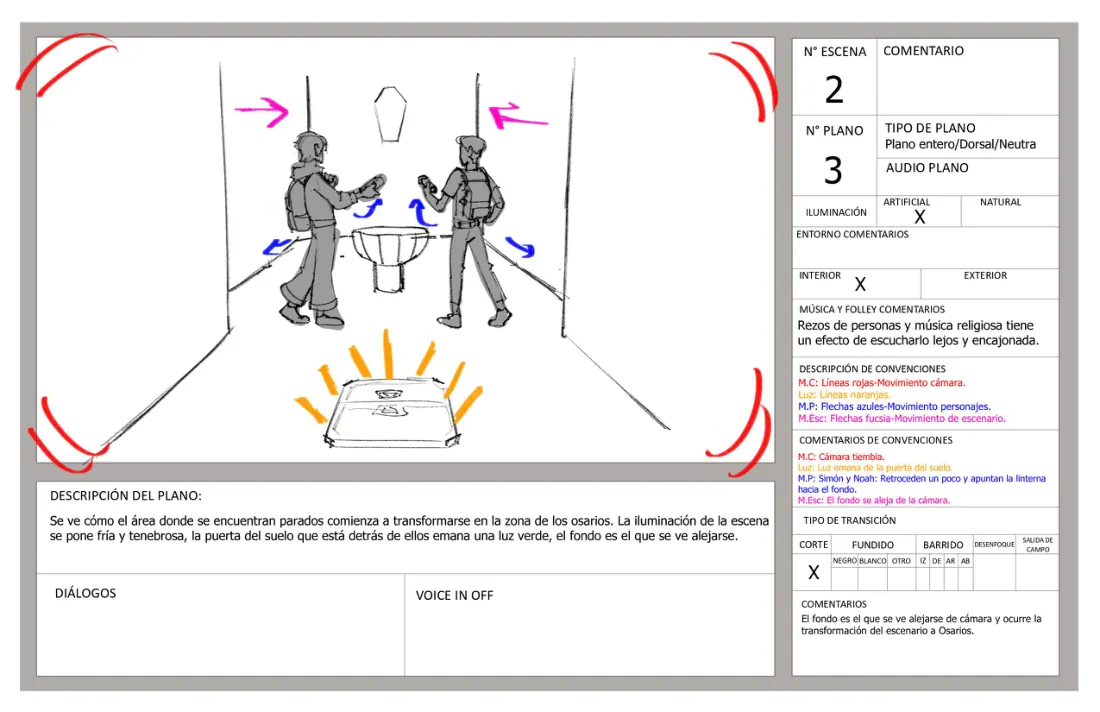 N° ESCENA
2
COMENTARIO
N° PLANO
3
TIPO DE PLANO
Plano entero/Dorsal/Neutra
AUDIO PLANO
ILUMINACIÓN
ARTIFICIAL
X
NATURAL
ENTORNO COMENTARIOS
INTERIOR
X
EXTERIOR
MÚSICA Y FOLLEY COMENTARIOS
Rezos de personas y música religiosa tiene
un efecto de escucharlo lejos y encajonada.
DESCRIPCIÓN DE CONVENCIONES
M.C: Líneas rojas-Movimiento cámara.
Luz: Líneas naranjas.
M.P: Flechas azules-Movimiento personajes.
M.Esc: Flechas fucsia-Movimiento de escenario.
COMENTARIOS DE CONVENCIONES
M.C: Cámara tiembla.
Luz: Luz emana de la puerta del suelo.
M.P: Simón y Noah: Retroceden un poco y apuntan la linterna
hacia el fondo.
M.Esc: El fondo se aleja de la cámara.
TIPO DE TRANSICIÓN
CORTE
X
FUNDIDO
NEGRO BLANCO OTRO
BARRIDO
IZ DE AR AB
DESENFOQUE
SALIDA DE
CAMPO
COMENTARIOS
El fondo es el que se ve alejarse de cámara y ocurre la
transformación del escenario a Osarios.
DESCRIPCIÓN DEL PLANO:
Se ve cómo el área donde se encuentran parados comienza a transformarse en la zona de los osarios. La iluminación de la escena
se pone fría y tenebrosa, la puerta del suelo que está detrás de ellos emana una luz verde, el fondo es el que se ve alejarse.
DIÁLOGOS
VOICE IN OFF